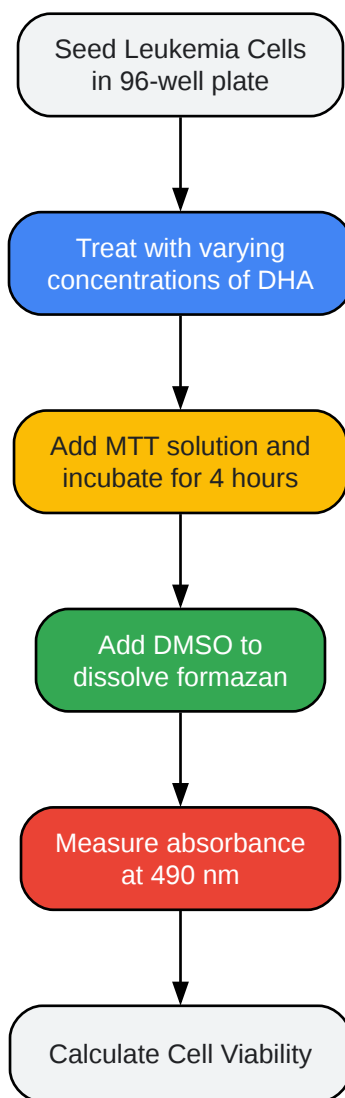 Seed Leukemia Cells
in 96-well plate
Treat with varying
concentrations of DHA
Add MTT solution and
incubate for 4 hours
Add DMSO to
dissolve formazan
Measure absorbance
at 490 nm
Calculate Cell Viability